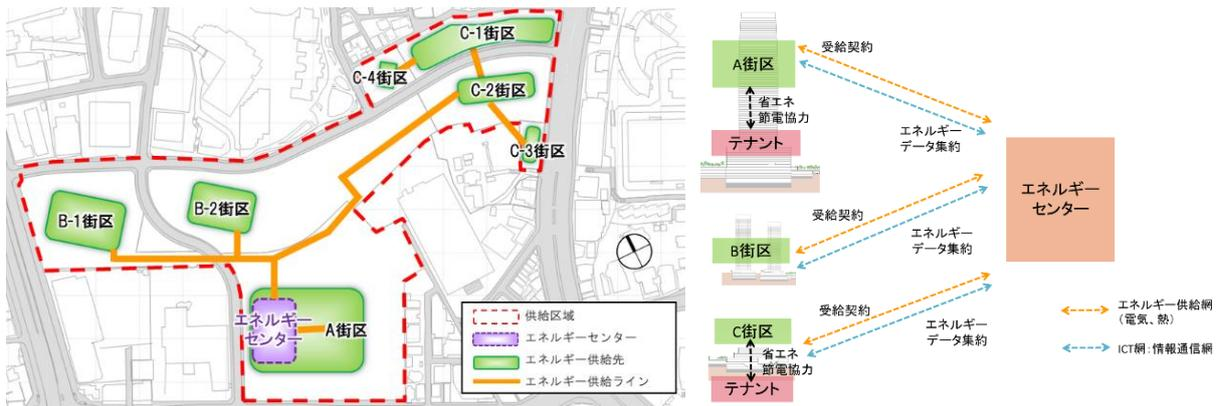 C-1街区
C-4街区
C-2街区
C-3街区
B-1街区
B-2街区
エネルギー
センター
A街区
供給区域
エネルギーセンター
エネルギー供給先
エネルギー供給ライン
A街区
省エネ
節電協力
テナント
受給契約
エネルギー
データ集約
B街区
受給契約
エネルギー
データ集約
C街区
省エネ
節電協力
テナント
受給契約
エネルギー
データ集約
エネルギー
センター
エネルギー供給網
（電気、熱）
ICT網：情報通信網